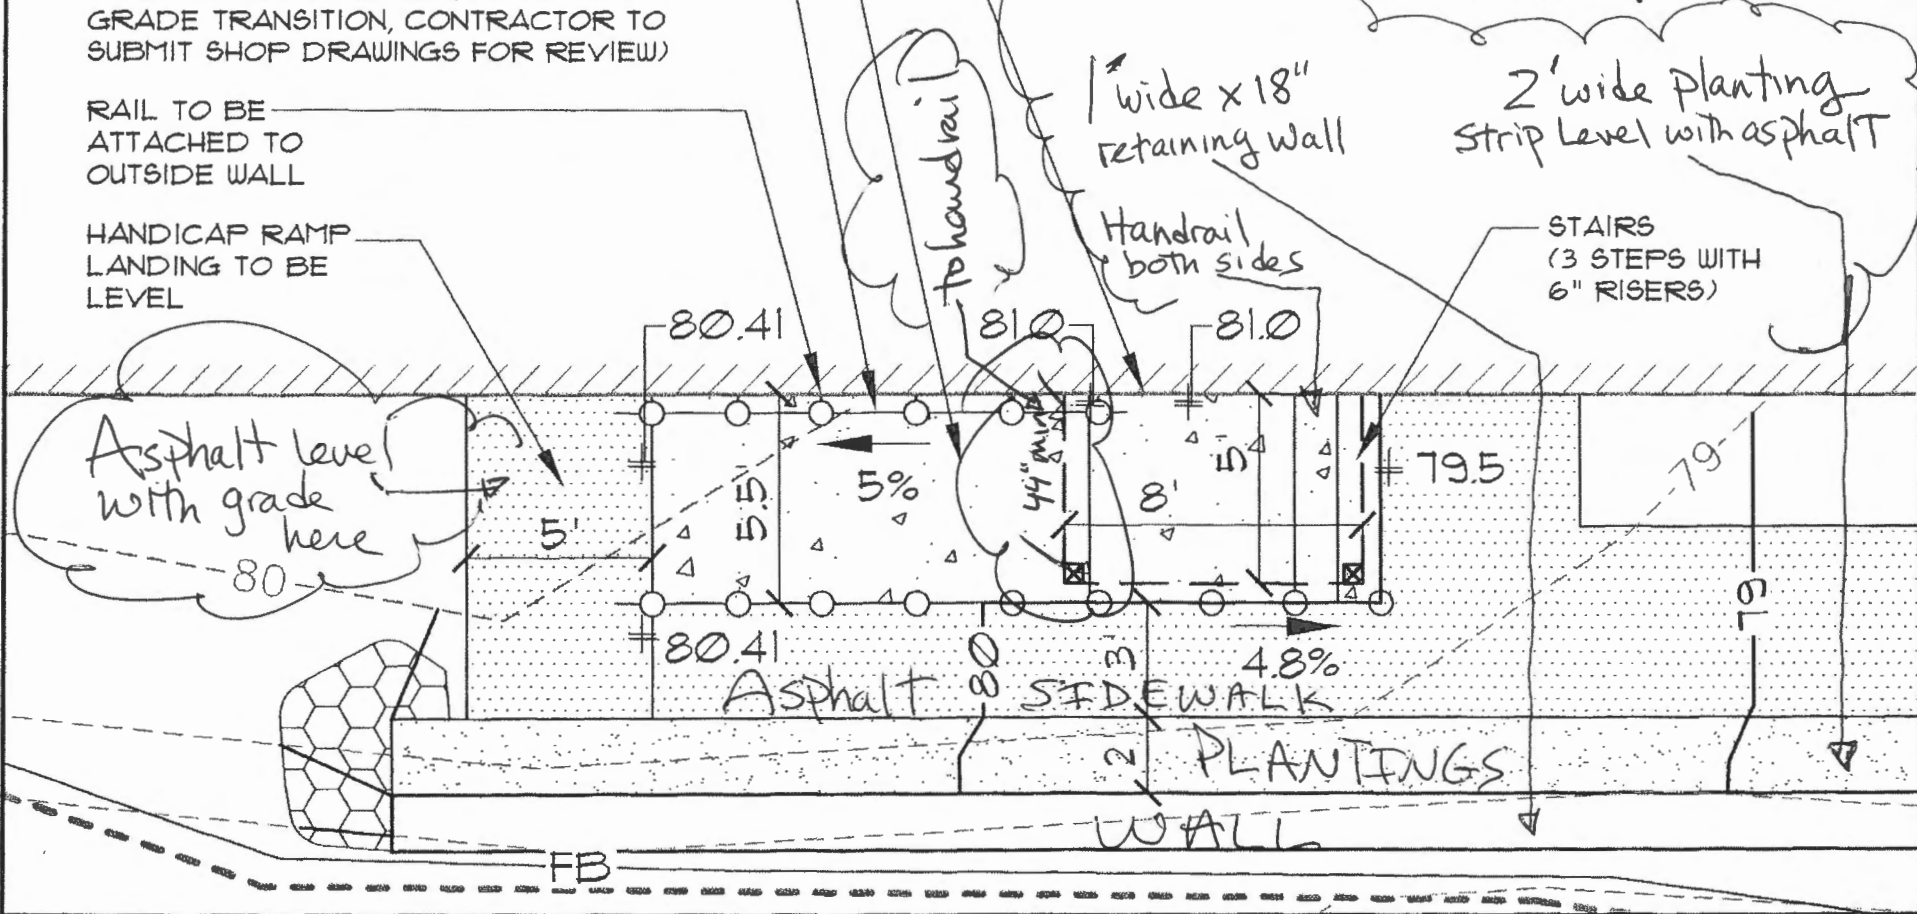 GRADE TRANSITION, CONTRACTOR TO
SUBMIT SHOP DRAWINGS FOR REVIEW)
RAIL TO BE
ATTACHED TO
OUTSIDE WALL
HANDICAP RAMP
LANDING TO BE
LEVEL
to handrail
1' wide x 18"
retaining wall
2' wide planting
strip Level with asphalt
Handrail
both sides
STAIRS
(3 STEPS WITH
6" RISERS)
80.41
81.0
81.0
Asphalt level
with grade
here
5'
5.5'
5%
44" min
8'
5'
79.5
79
80
80.41
80
3'
4.8%
79
Asphalt SIDEWALK
2
PLANTINGS
WALL
FB